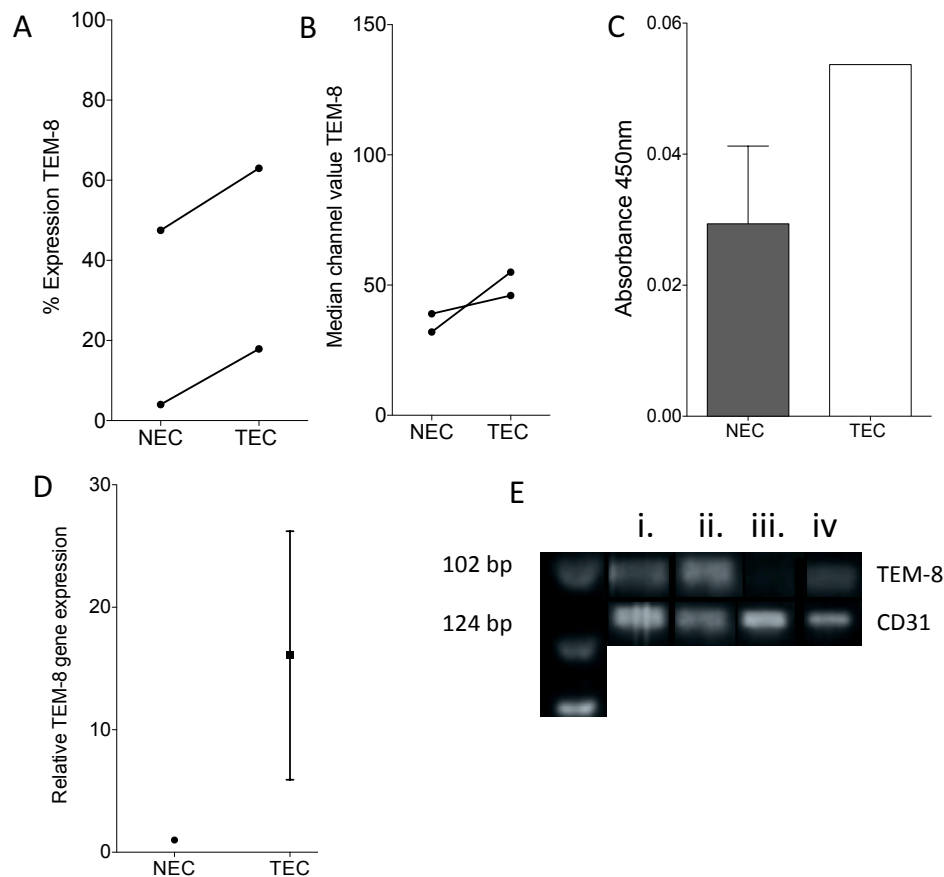 A
% Expression TEM-8
100
80
60
40
20
0
NEC TEC
B
Median channel value TEM-8
150
100
50
0
NEC TEC
C
Absorbance 450nm
0.06
0.04
0.02
0.00
NEC TEC
D
Relative TEM-8 gene expression
30
20
10
0
NEC TEC
E
i. ii. iii. iv
102 bp TEM-8
124 bp CD31